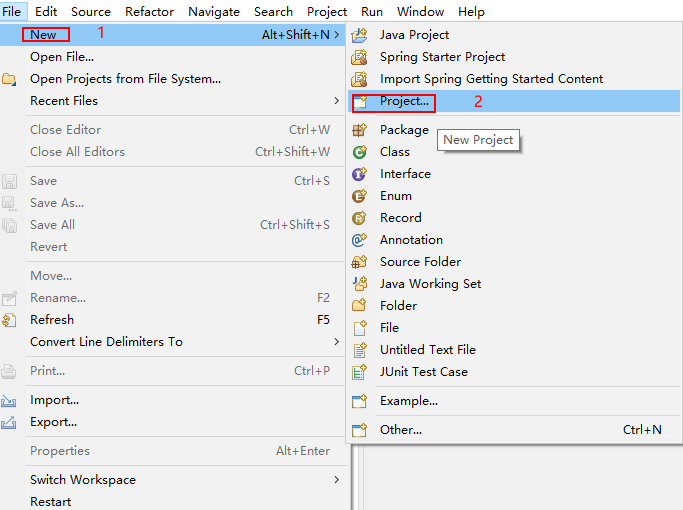 File Edit Source Refactor Navigate Search Project Run Window Help
New 1 Alt+Shift+N >
Open File...
Open Projects from File System...
Recent Files >
Close Editor Ctrl+W
Close All Editors Ctrl+Shift+W
Save Ctrl+S
Save As...
Save All Ctrl+Shift+S
Revert
Move...
Rename... F2
Refresh F5
Convert Line Delimiters To >
Print... Ctrl+P
Import...
Export...
Properties Alt+Enter
Switch Workspace >
Restart
Java Project
Spring Starter Project
Import Spring Getting Started Content
Project... 2
Package
New Project
Class
Interface
Enum
Record
Annotation
Source Folder
Java Working Set
Folder
File
Untitled Text File
JUnit Test Case
Example...
Other... Ctrl+N